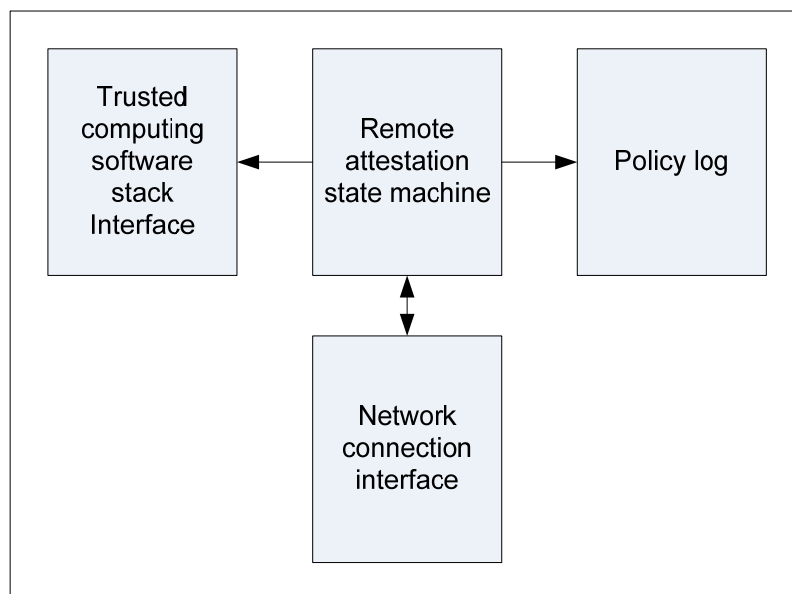 Trusted
computing
software
stack
Interface
Remote
attestation
state machine
Policy log
Network
connection
interface